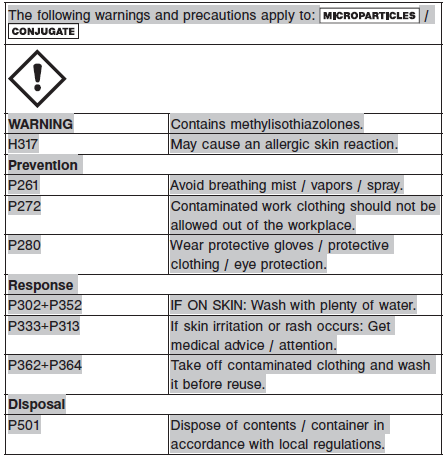 The following warnings and precautions apply to: MICROPARTICLES /
CONJUGATE
!
WARNING Contains methylisothiazolones.
H317 May cause an allergic skin reaction.
Prevention
P261 Avoid breathing mist / vapors / spray.
P272 Contaminated work clothing should not be
allowed out of the workplace.
P280 Wear protective gloves / protective
clothing / eye protection.
Response
P302+P352 IF ON SKIN: Wash with plenty of water.
P333+P313 If skin irritation or rash occurs: Get
medical advice / attention.
P362+P364 Take off contaminated clothing and wash
it before reuse.
Disposal
P501 Dispose of contents / container in
accordance with local regulations.